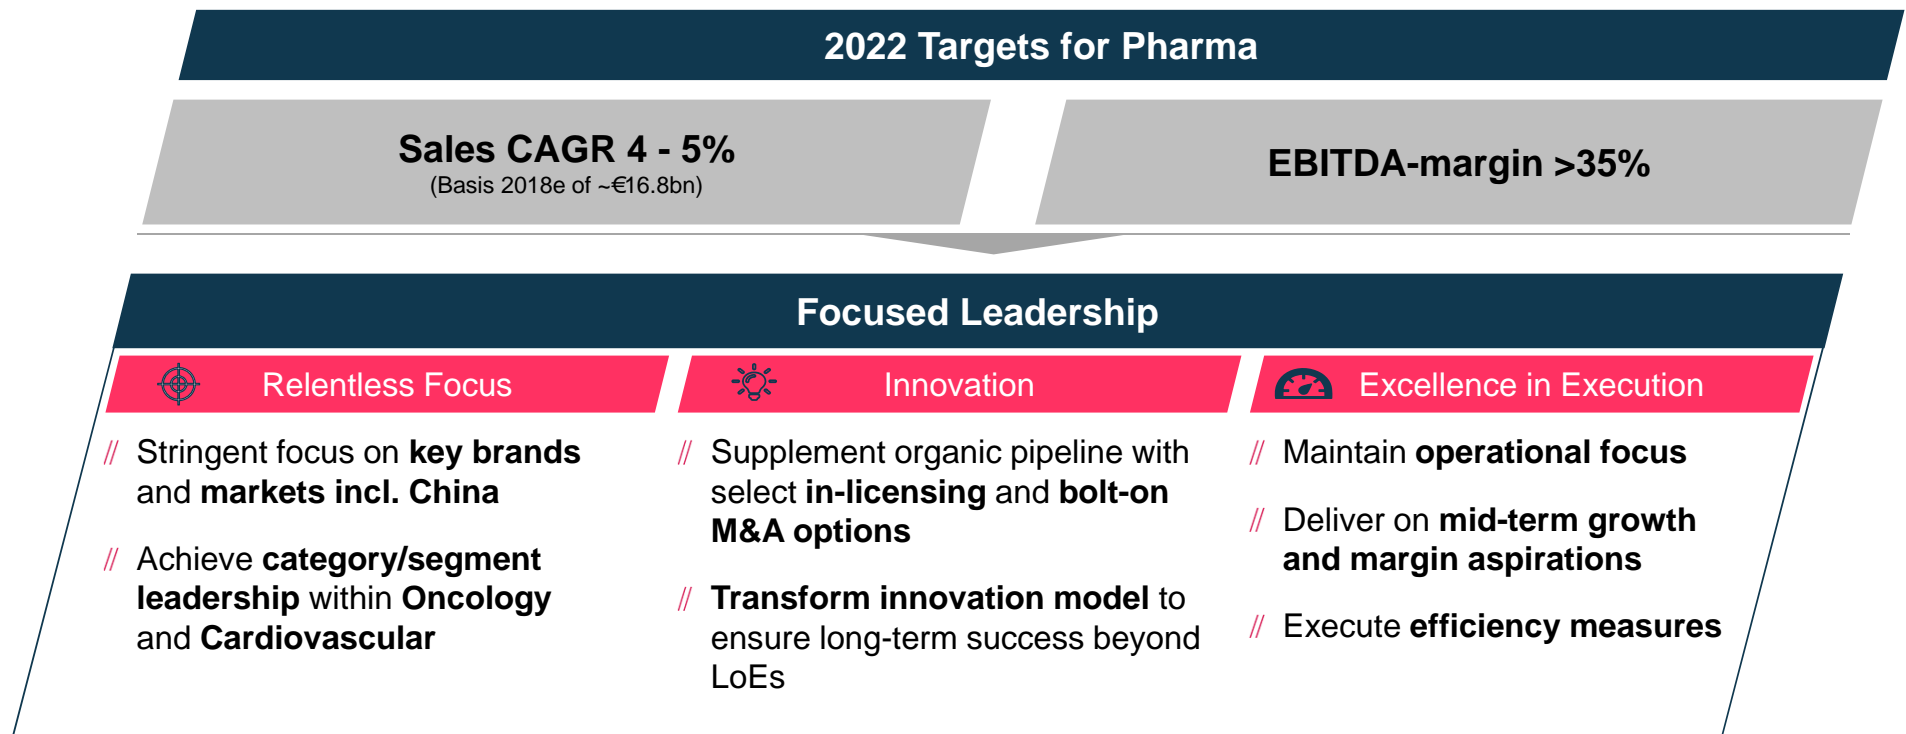 2022 Targets for Pharma
Sales CAGR 4 - 5%
(Basis 2018e of ~€16.8bn)
EBITDA-margin >35%
Focused Leadership
Relentless Focus
// Stringent focus on key brands
and markets incl. China
// Achieve category/segment
leadership within Oncology
and Cardiovascular
Innovation
// Supplement organic pipeline with
select in-licensing and bolt-on
M&A options
// Transform innovation model to
ensure long-term success beyond
LoEs
Excellence in Execution
// Maintain operational focus
// Deliver on mid-term growth
and margin aspirations
// Execute efficiency measures